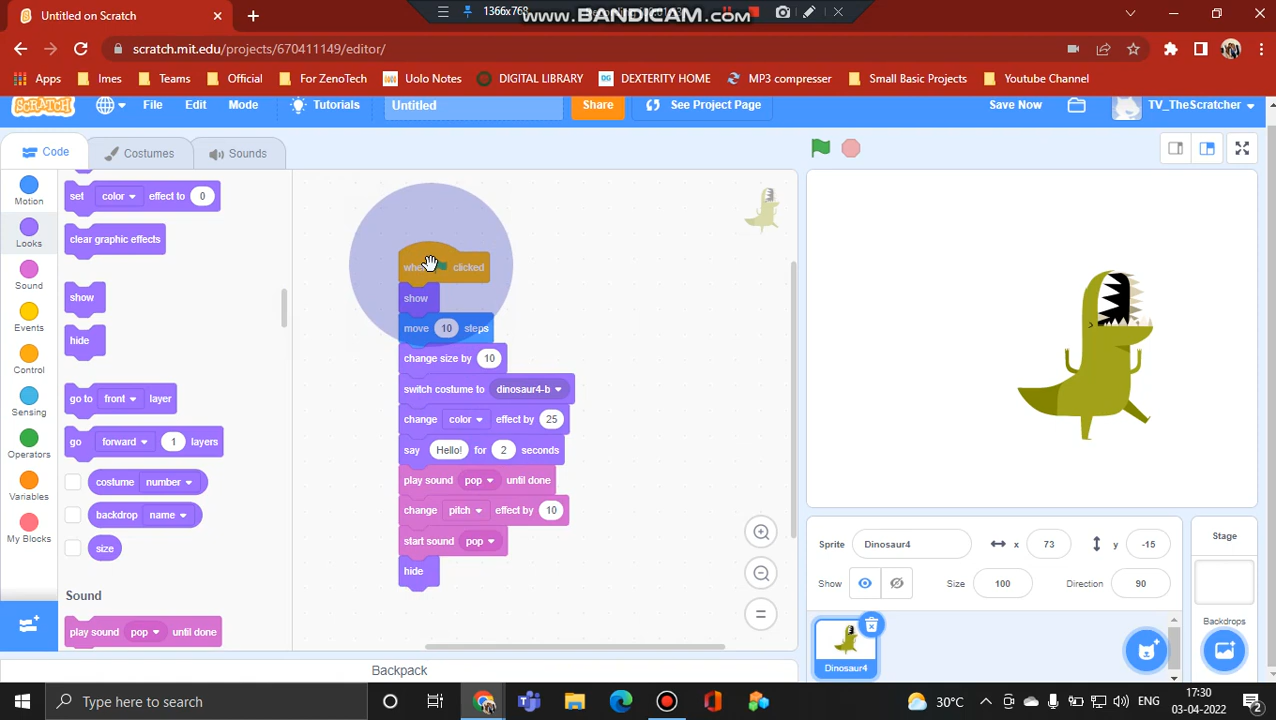 Untitled on Scratch
1366x768
www.BANDICAM.com
scratch.mit.edu/projects/670411149/editor/
Apps Imes Teams Official For ZenoTech Uolo Notes DIGITAL LIBRARY DEXTERITY HOME MP3 compresser Small Basic Projects Youtube Channel
SCRATCH File Edit Mode Tutorials Untitled Share See Project Page Save Now TV_TheScratcher
Code Costumes Sounds
Motion
Looks
Sound
Events
Control
Sensing
Operators
Variables
My Blocks
set color effect to 0
clear graphic effects
show
hide
go to front layer
go forward 1 layers
costume number
backdrop name
size
Sound
play sound pop until done
when clicked
show
move 10 steps
change size by 10
switch costume to dinosaur4-b
change color effect by 25
say Hello! for 2 seconds
play sound pop until done
change pitch effect by 10
start sound pop
hide
Backpack
Sprite Dinosaur4 x 73 y -15
Show Size 100 Direction 90
Dinosaur4
Stage
Backdrops
Type here to search
30°C
ENG
17:30
03-04-2022
2